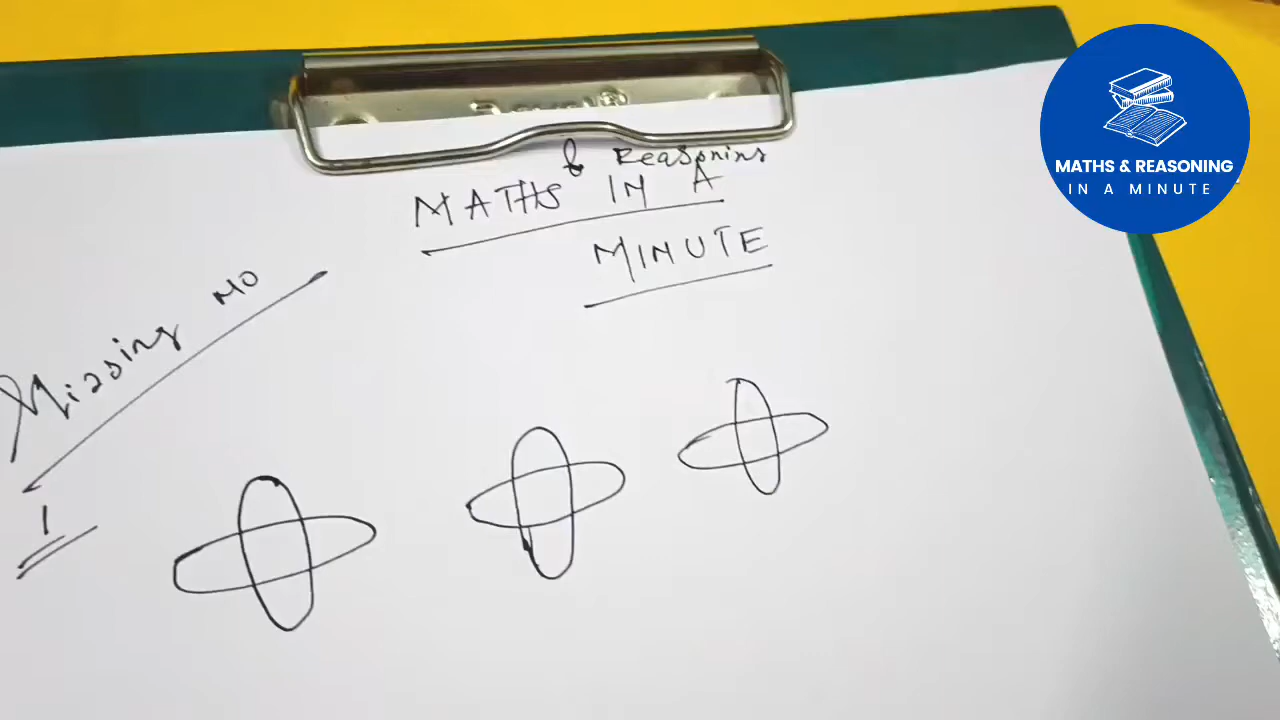 & Reasoning
MATHS IN A
MINUTE
Missing NO
1
MATHS & REASONING
IN A MINUTE